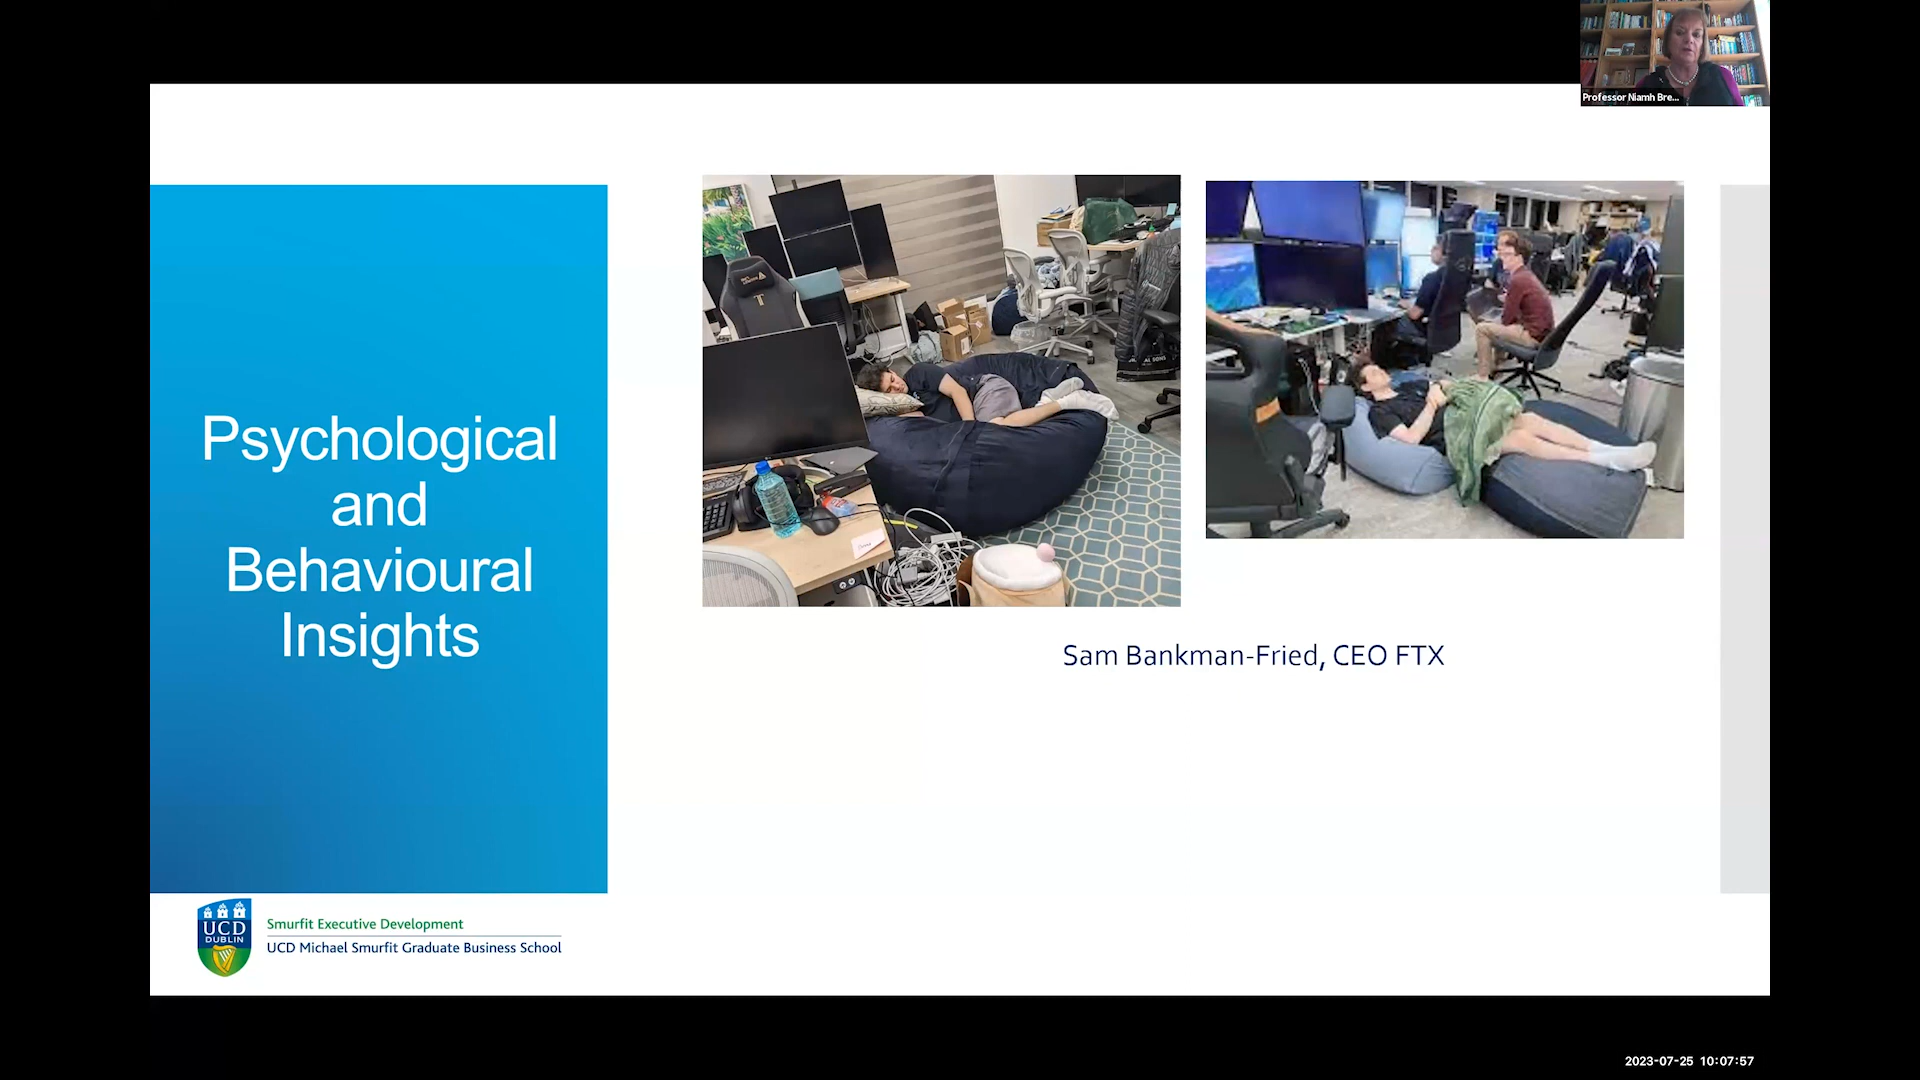 Professor Niamh Bre...
Psychological
and
Behavioural
Insights
Sam Bankman-Fried, CEO FTX
UCD
DUBLIN
Smurfit Executive Development
UCD Michael Smurfit Graduate Business School
2023-07-25 10:07:57